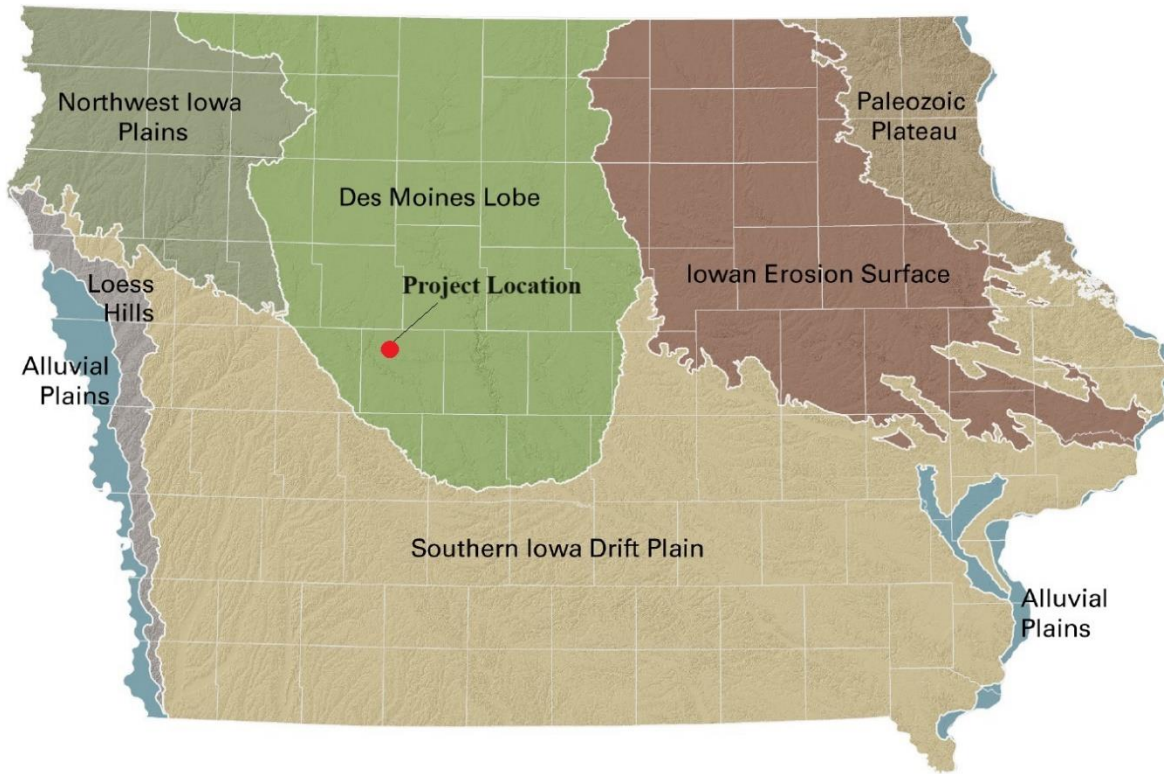 Northwest Iowa
Plains
Paleozoic
Plateau
Des Moines Lobe
Iowan Erosion Surface
Loess
Hills
Project Location
Alluvial
Plains
Southern Iowa Drift Plain
Alluvial
Plains